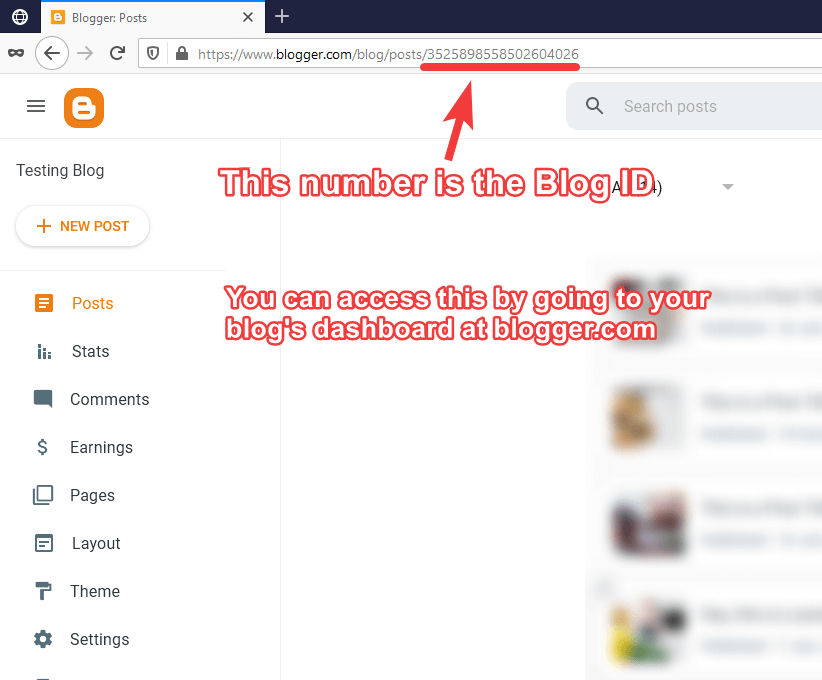 Blogger: Posts
https://www.blogger.com/blog/posts/3525898558502604026
Search posts
Testing Blog
This number is the Blog ID
NEW POST
Posts
You can access this by going to your
blog's dashboard at blogger.com
Stats
Comments
Earnings
Pages
Layout
Theme
Settings